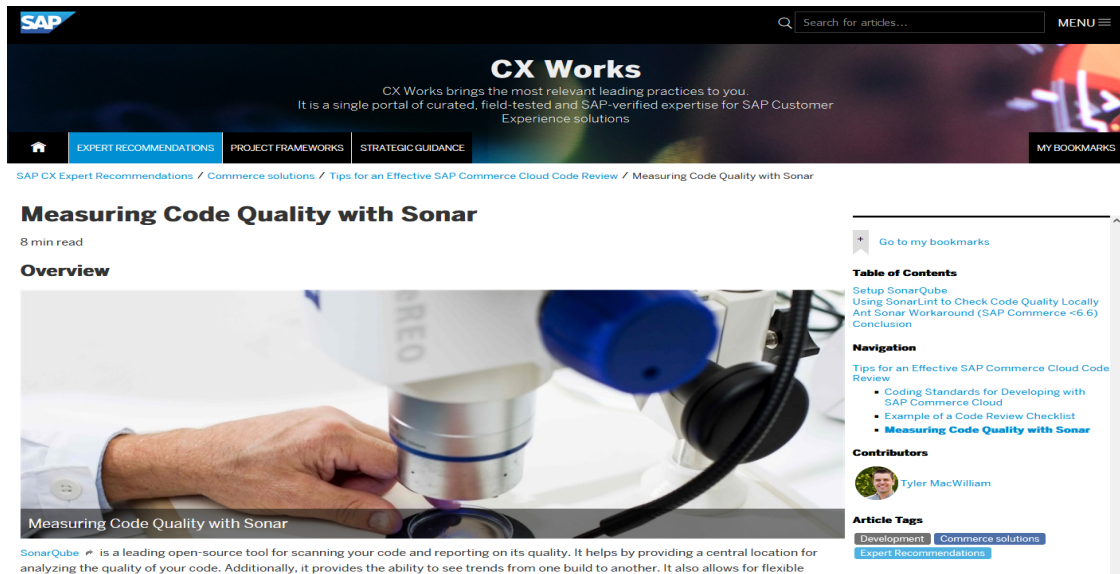 SAP
Search for articles...
MENU
CX Works
CX Works brings the most relevant leading practices to you.
It is a single portal of curated, field-tested and SAP-verified expertise for SAP Customer
Experience solutions
EXPERT RECOMMENDATIONS
PROJECT FRAMEWORKS
STRATEGIC GUIDANCE
MY BOOKMARKS
SAP CX Expert Recommendations / Commerce solutions / Tips for an Effective SAP Commerce Cloud Code Review / Measuring Code Quality with Sonar
Measuring Code Quality with Sonar
8 min read
Overview
EREO
Measuring Code Quality with Sonar
SonarQube is a leading open-source tool for scanning your code and reporting on its quality. It helps by providing a central location for
analyzing the quality of your code. Additionally, it provides the ability to see trends from one build to another. It also allows for flexible
+ Go to my bookmarks
Table of Contents
Setup SonarQube
Using SonarLint to Check Code Quality Locally
Ant Sonar Workaround (SAP Commerce <6.6)
Conclusion
Navigation
Tips for an Effective SAP Commerce Cloud Code
Review
Coding Standards for Developing with
SAP Commerce Cloud
Example of a Code Review Checklist
Measuring Code Quality with Sonar
Contributors
Tyler MacWilliam
Article Tags
Development
Commerce solutions
Expert Recommendations